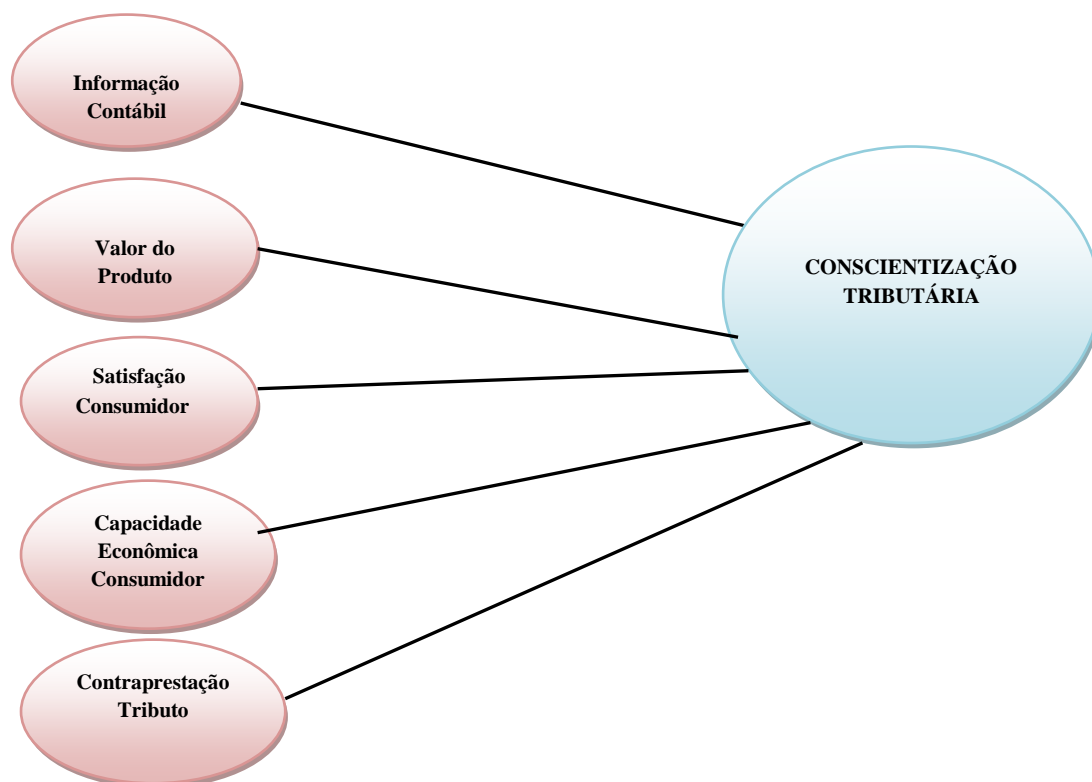 Informação
Contábil
Valor do
Produto
Satisfação
Consumidor
Capacidade
Econômica
Consumidor
Contraprestação
Tributo
CONSCIENTIZAÇÃO
TRIBUTÁRIA